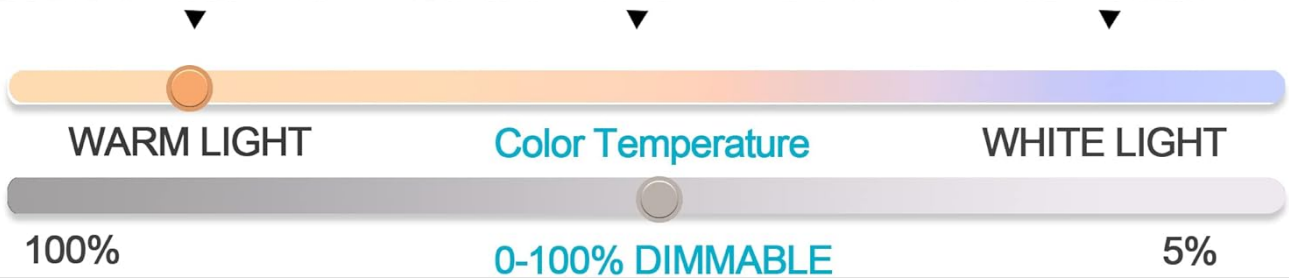 WARM LIGHT Color Temperature WHITE LIGHT
100% 0-100% DIMMABLE 5%